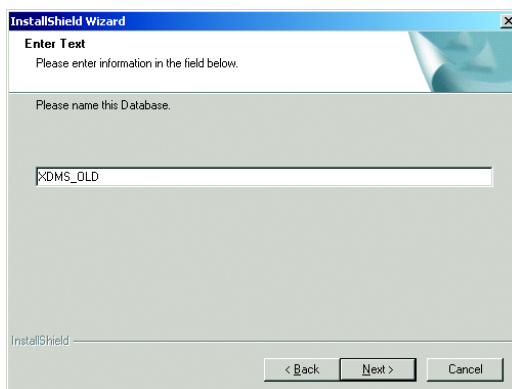 InstallShield Wizard
Enter Text
Please enter information in the field below.
Please name this Database.
XDMS_OLD
InstallShield
< Back
Next >
Cancel